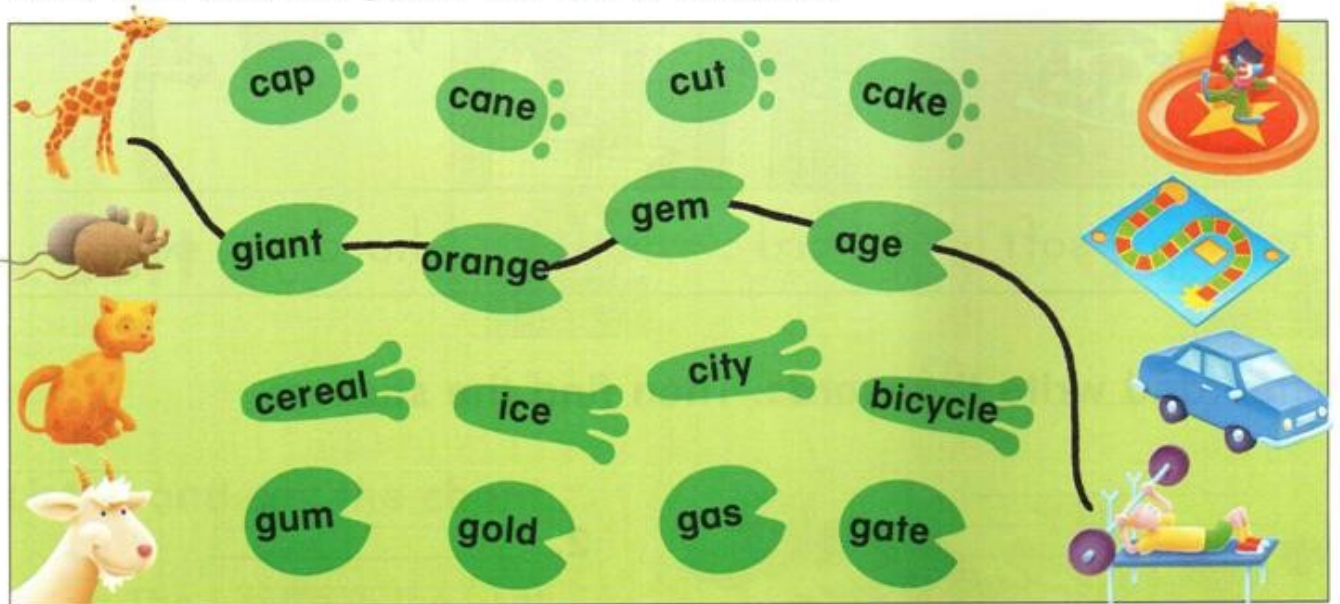 cap cane cut cake
giant orange gem age
cereal ice city bicycle
gum gold gas gate